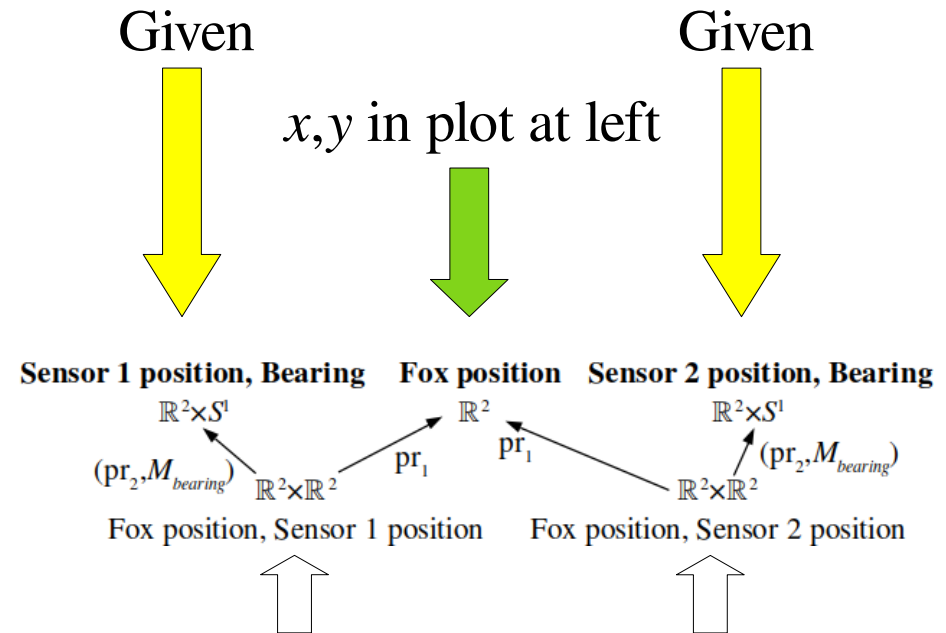 Given Given
x,y in plot at left
Sensor 1 position, Bearing Fox position Sensor 2 position, Bearing
ℝ²×S¹ ℝ² ℝ²×S¹
(pr₂,M_bearing) pr₁ pr₁ (pr₂,M_bearing)
ℝ²×ℝ² ℝ²×ℝ²
Fox position, Sensor 1 position Fox position, Sensor 2 position